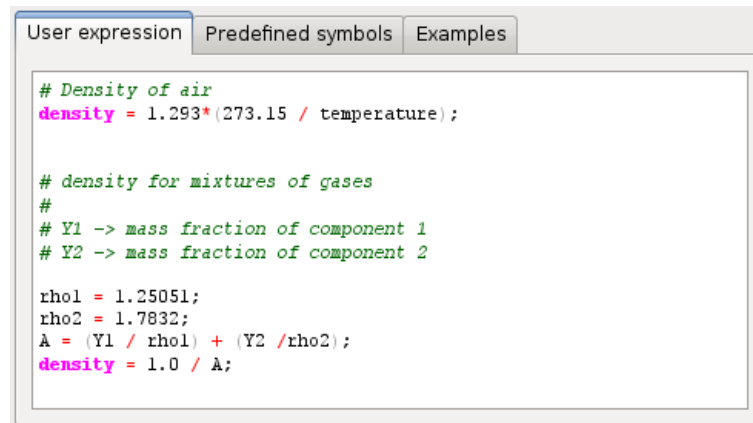 User expression Predefined symbols Examples
# Density of air
density = 1.293*(273.15 / temperature);
# density for mixtures of gases
#
# Y1 -> mass fraction of component 1
# Y2 -> mass fraction of component 2
rho1 = 1.25051;
rho2 = 1.7832;
A = (Y1 / rho1) + (Y2 /rho2);
density = 1.0 / A;